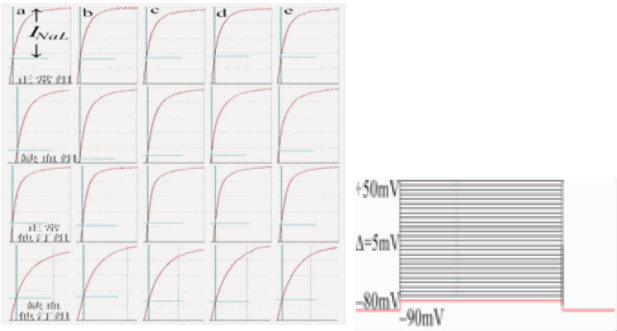 a b c d e
I_NaL
正常组
缺血组
正常
他汀组
缺血
他汀组
+50mV
Δ=5mV
−80mV
−90mV